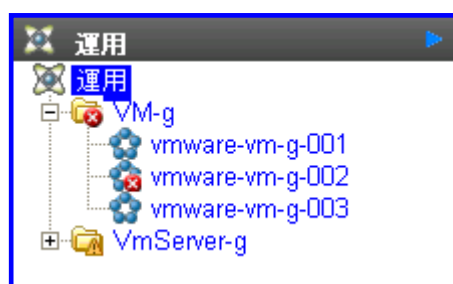 運用
運用
VM-g
vmware-vm-g-001
vmware-vm-g-002
vmware-vm-g-003
VmServer-g